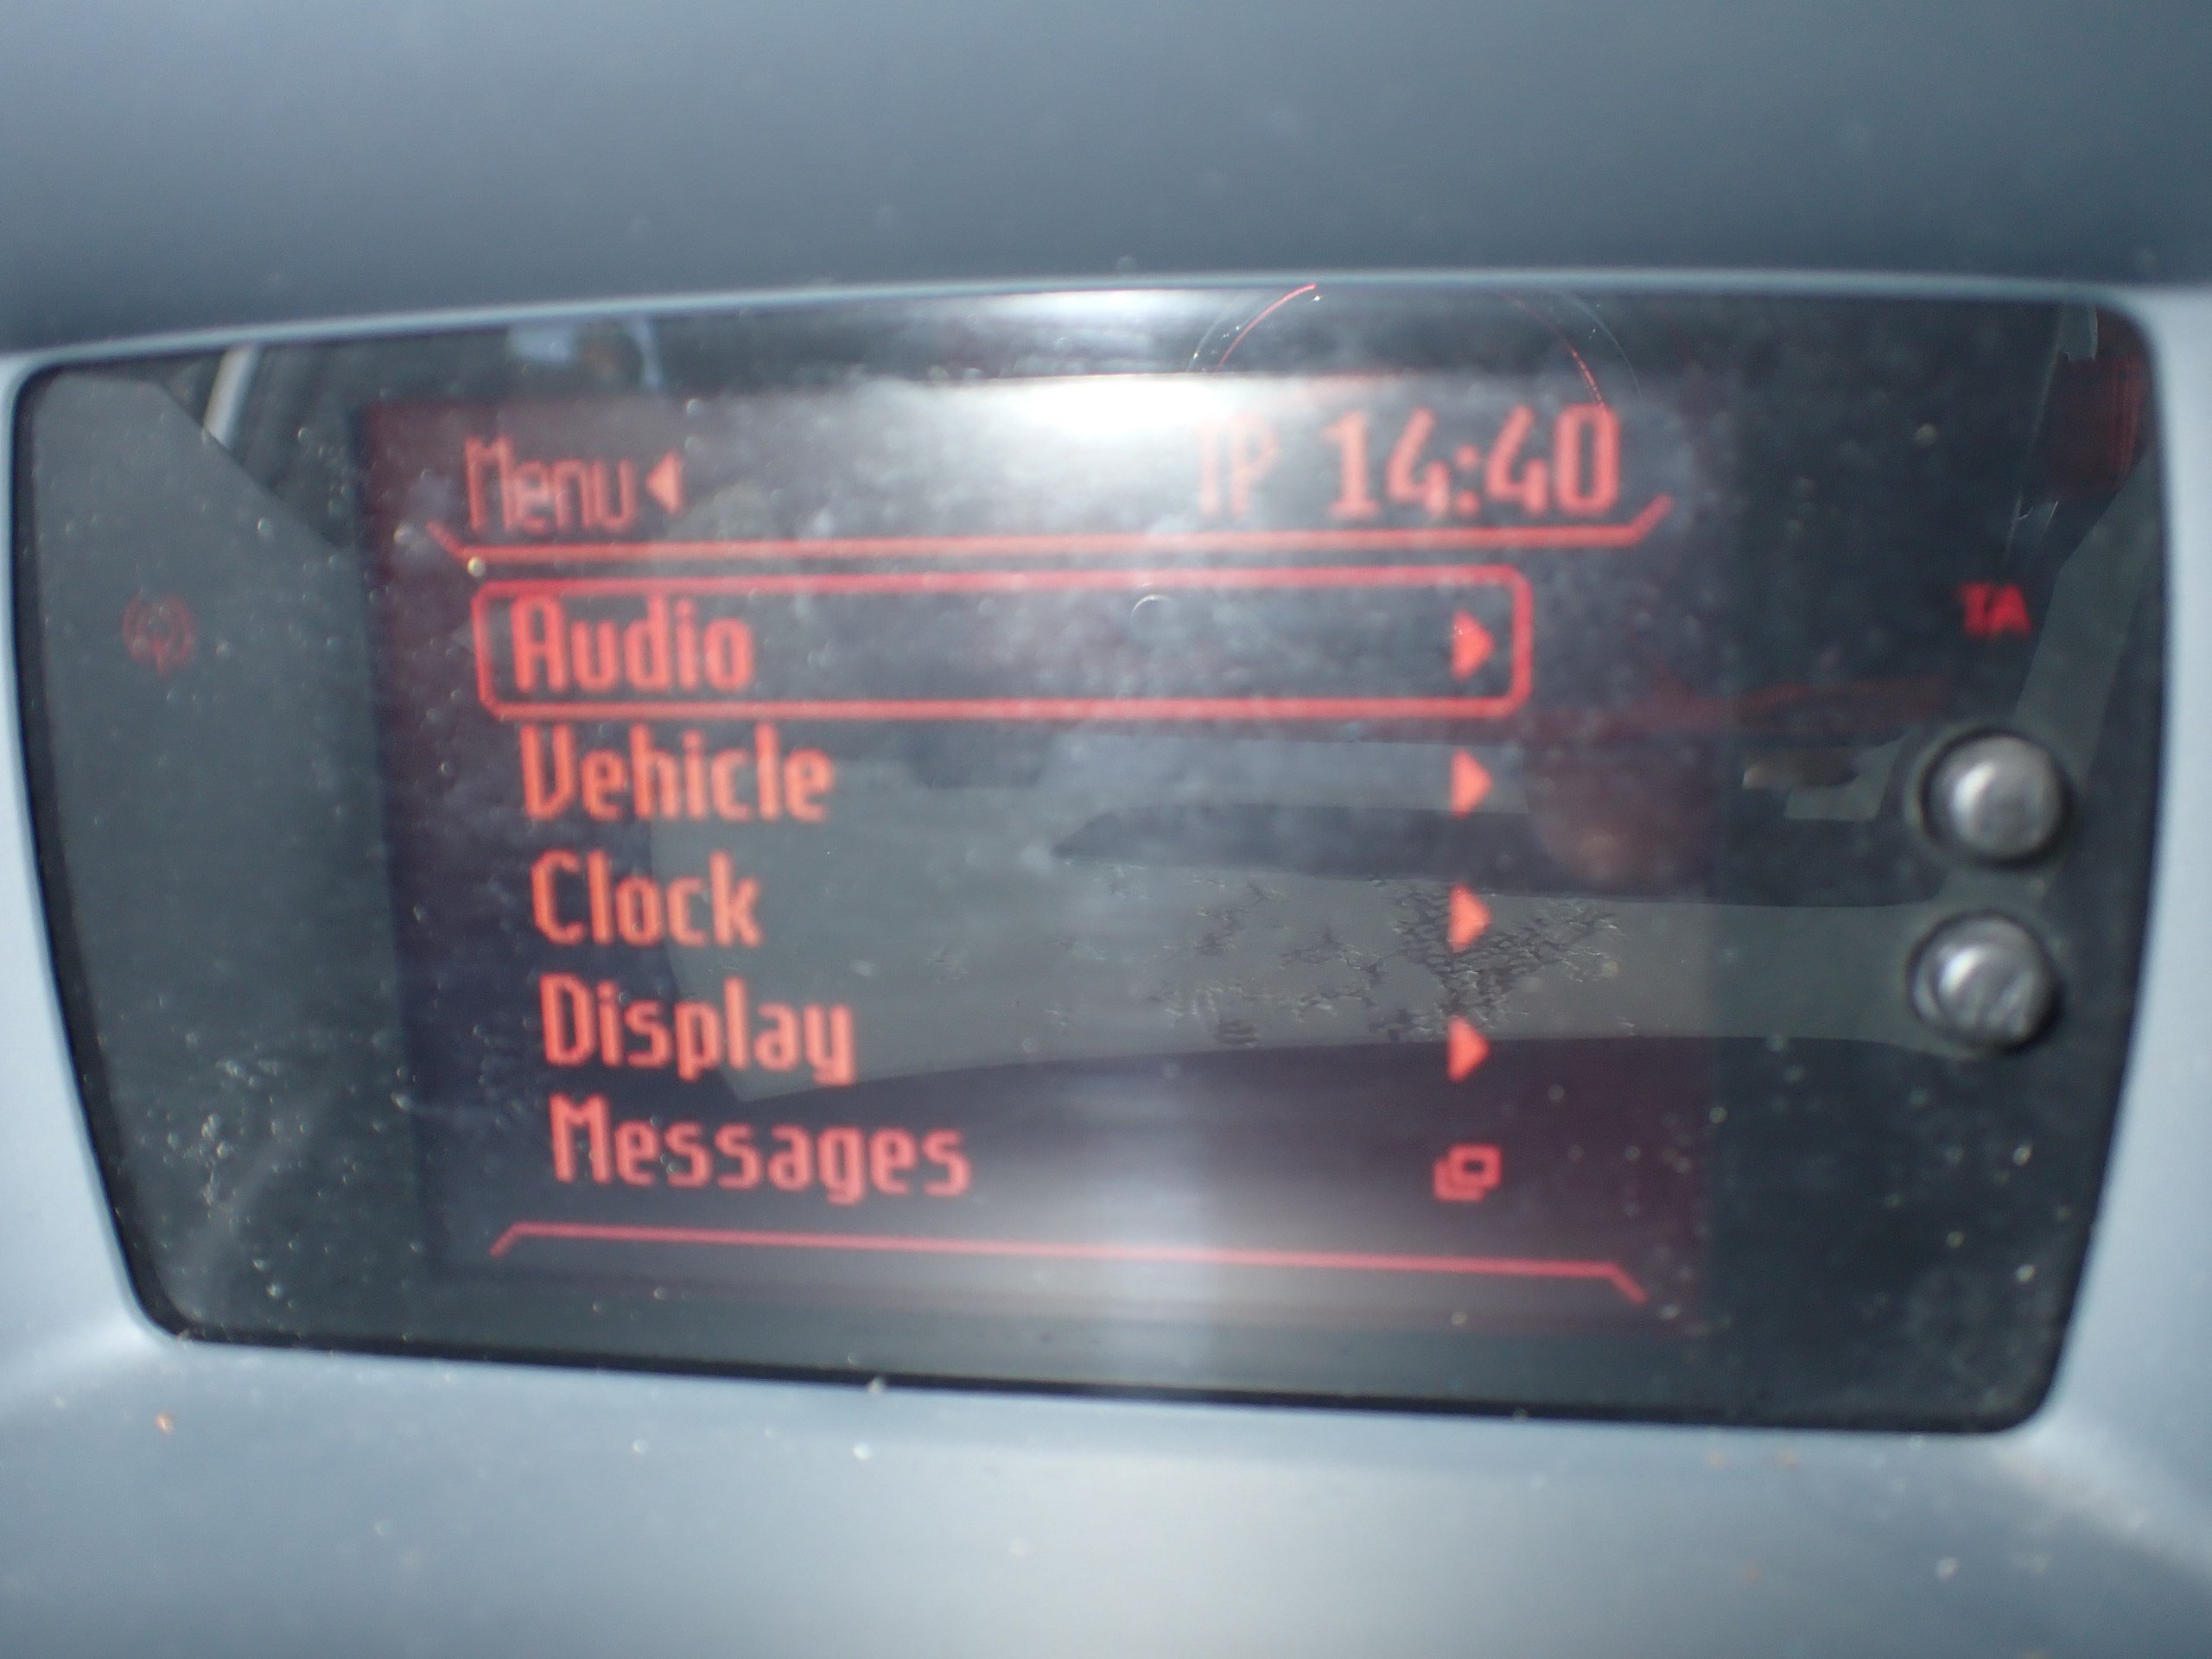 Menu TP 14:40
TA
Audio
Vehicle
Clock
Display
Messages